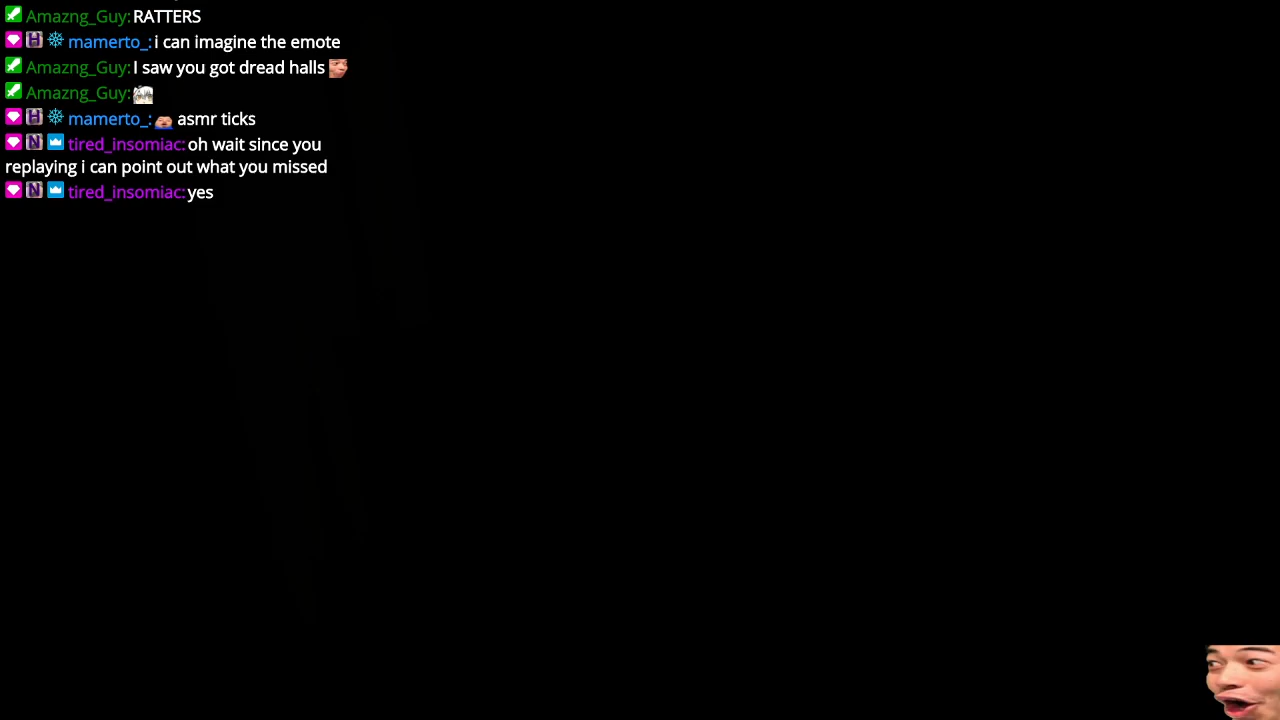 Amazng_Guy: RATTERS
mamerto_: i can imagine the emote
Amazng_Guy: I saw you got dread halls
Amazng_Guy:
mamerto_: asmr ticks
tired_insomiac: oh wait since you
replaying i can point out what you missed
tired_insomiac: yes